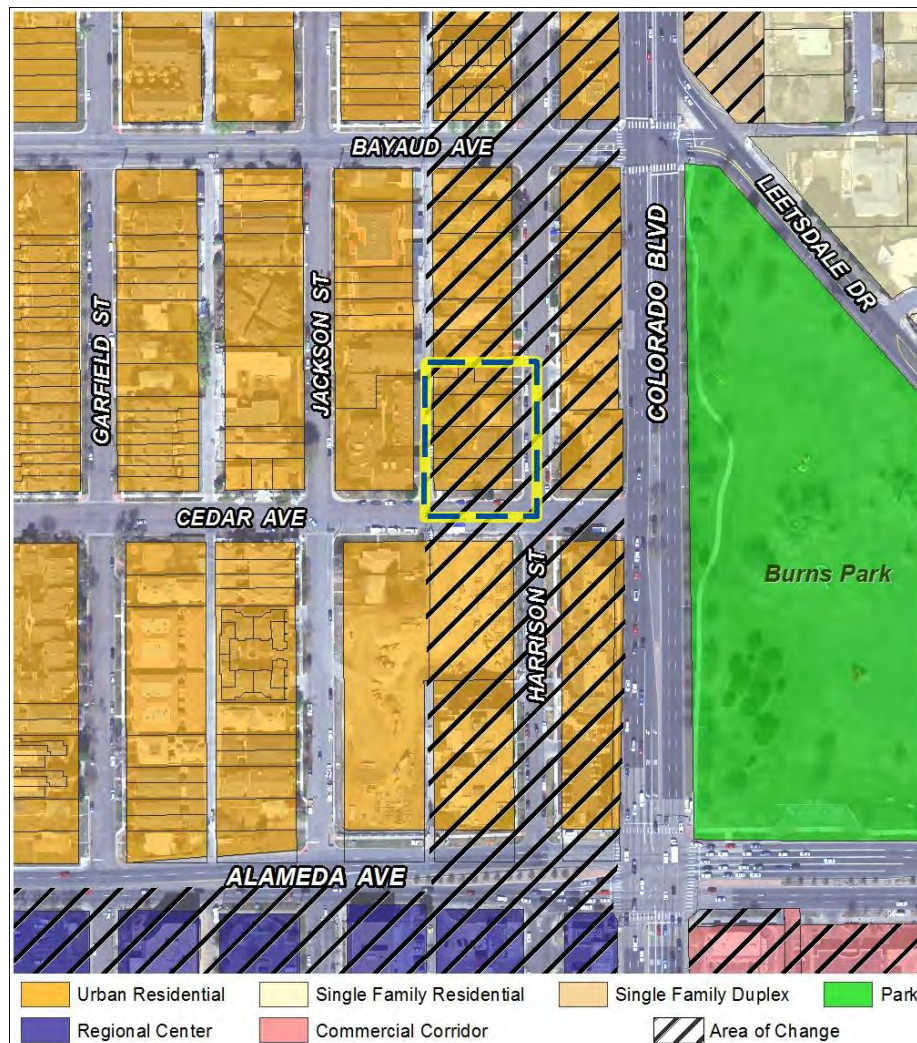 BAYAUD AVE
LEETSDALE DR
COLORADO BLVD
GARFIELD ST
JACKSON ST
CEDAR AVE
HARRISON ST
Burns Park
ALAMEDA AVE
Urban Residential
Single Family Residential
Single Family Duplex
Park
Regional Center
Commercial Corridor
Area of Change